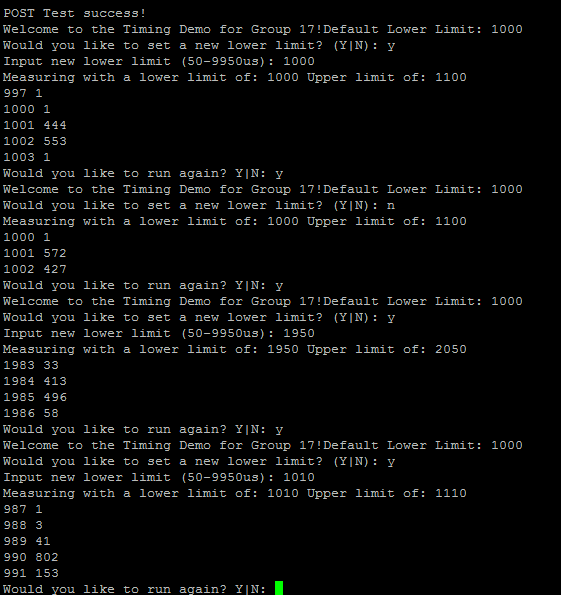 POST Test success!
Welcome to the Timing Demo for Group 17!Default Lower Limit: 1000
Would you like to set a new lower limit? (Y|N): y
Input new lower limit (50-9950us): 1000
Measuring with a lower limit of: 1000 Upper limit of: 1100
997 1
1000 1
1001 444
1002 553
1003 1
Would you like to run again? Y|N: y
Welcome to the Timing Demo for Group 17!Default Lower Limit: 1000
Would you like to set a new lower limit? (Y|N): n
Measuring with a lower limit of: 1000 Upper limit of: 1100
1000 1
1001 572
1002 427
Would you like to run again? Y|N: y
Welcome to the Timing Demo for Group 17!Default Lower Limit: 1000
Would you like to set a new lower limit? (Y|N): y
Input new lower limit (50-9950us): 1950
Measuring with a lower limit of: 1950 Upper limit of: 2050
1983 33
1984 413
1985 496
1986 58
Would you like to run again? Y|N: y
Welcome to the Timing Demo for Group 17!Default Lower Limit: 1000
Would you like to set a new lower limit? (Y|N): y
Input new lower limit (50-9950us): 1010
Measuring with a lower limit of: 1010 Upper limit of: 1110
987 1
988 3
989 41
990 802
991 153
Would you like to run again? Y|N: